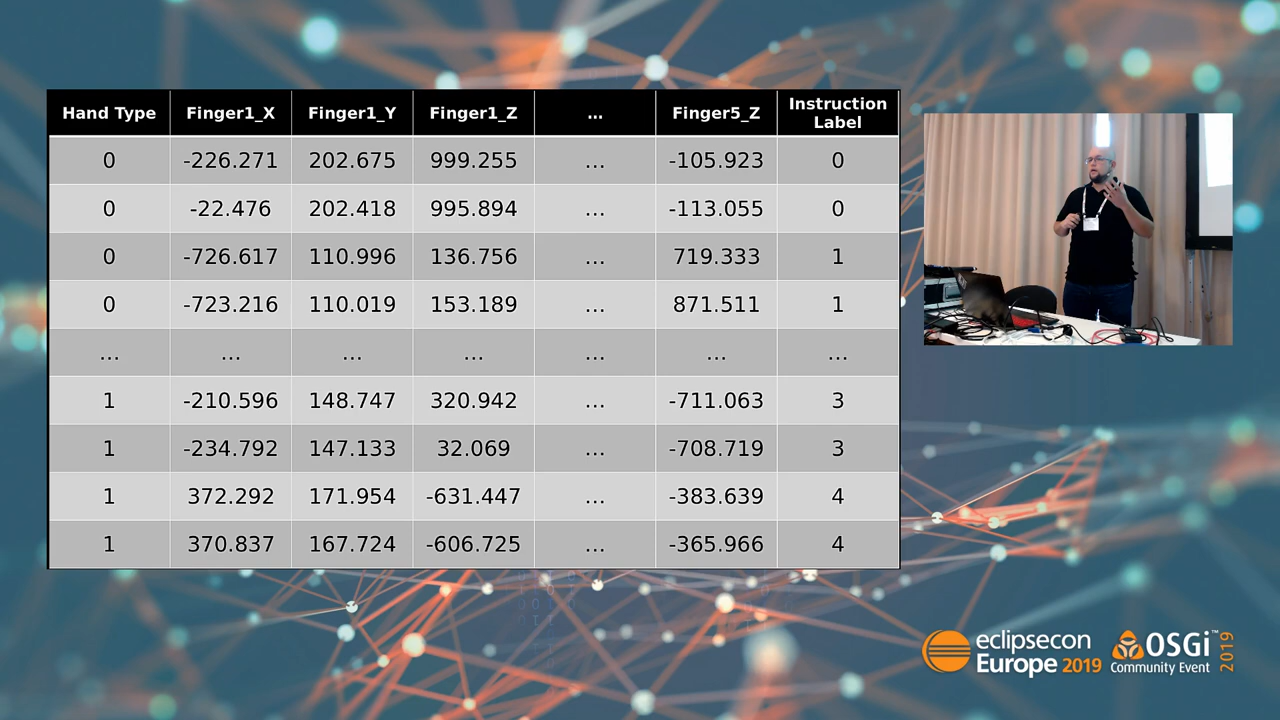 Hand Type Finger1_X Finger1_Y Finger1_Z ... Finger5_Z Instruction Label
0 -226.271 202.675 999.255 ... -105.923 0
0 -22.476 202.418 995.894 ... -113.055 0
0 -726.617 110.996 136.756 ... 719.333 1
0 -723.216 110.019 153.189 ... 871.511 1
... ... ... ... ... ... ...
1 -210.596 148.747 320.942 ... -711.063 3
1 -234.792 147.133 32.069 ... -708.719 3
1 372.292 171.954 -631.447 ... -383.639 4
1 370.837 167.724 -606.725 ... -365.966 4
eclipsecon
Europe 2019
OSGi™
Community Event
2019